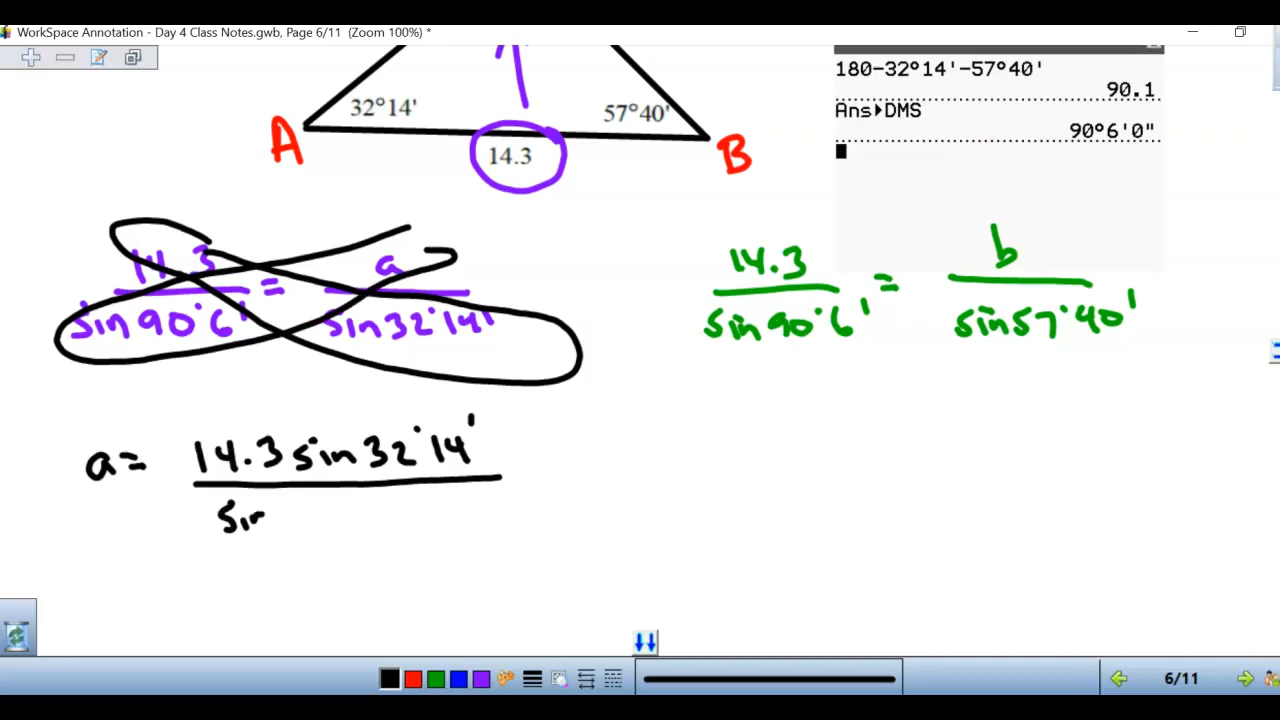 WorkSpace Annotation - Day 4 Class Notes.gwb, Page 6/11 (Zoom 100%) *
180-32°14'-57°40'
90.1
Ans▸DMS
90°6'0"
32°14'
57°40'
A
14.3
B
14.3 / sin 90°6' = a / sin 32°14'
14.3 / sin 90°6' = b / sin 57°40'
a = 14.3 sin 32°14'
sin
6/11